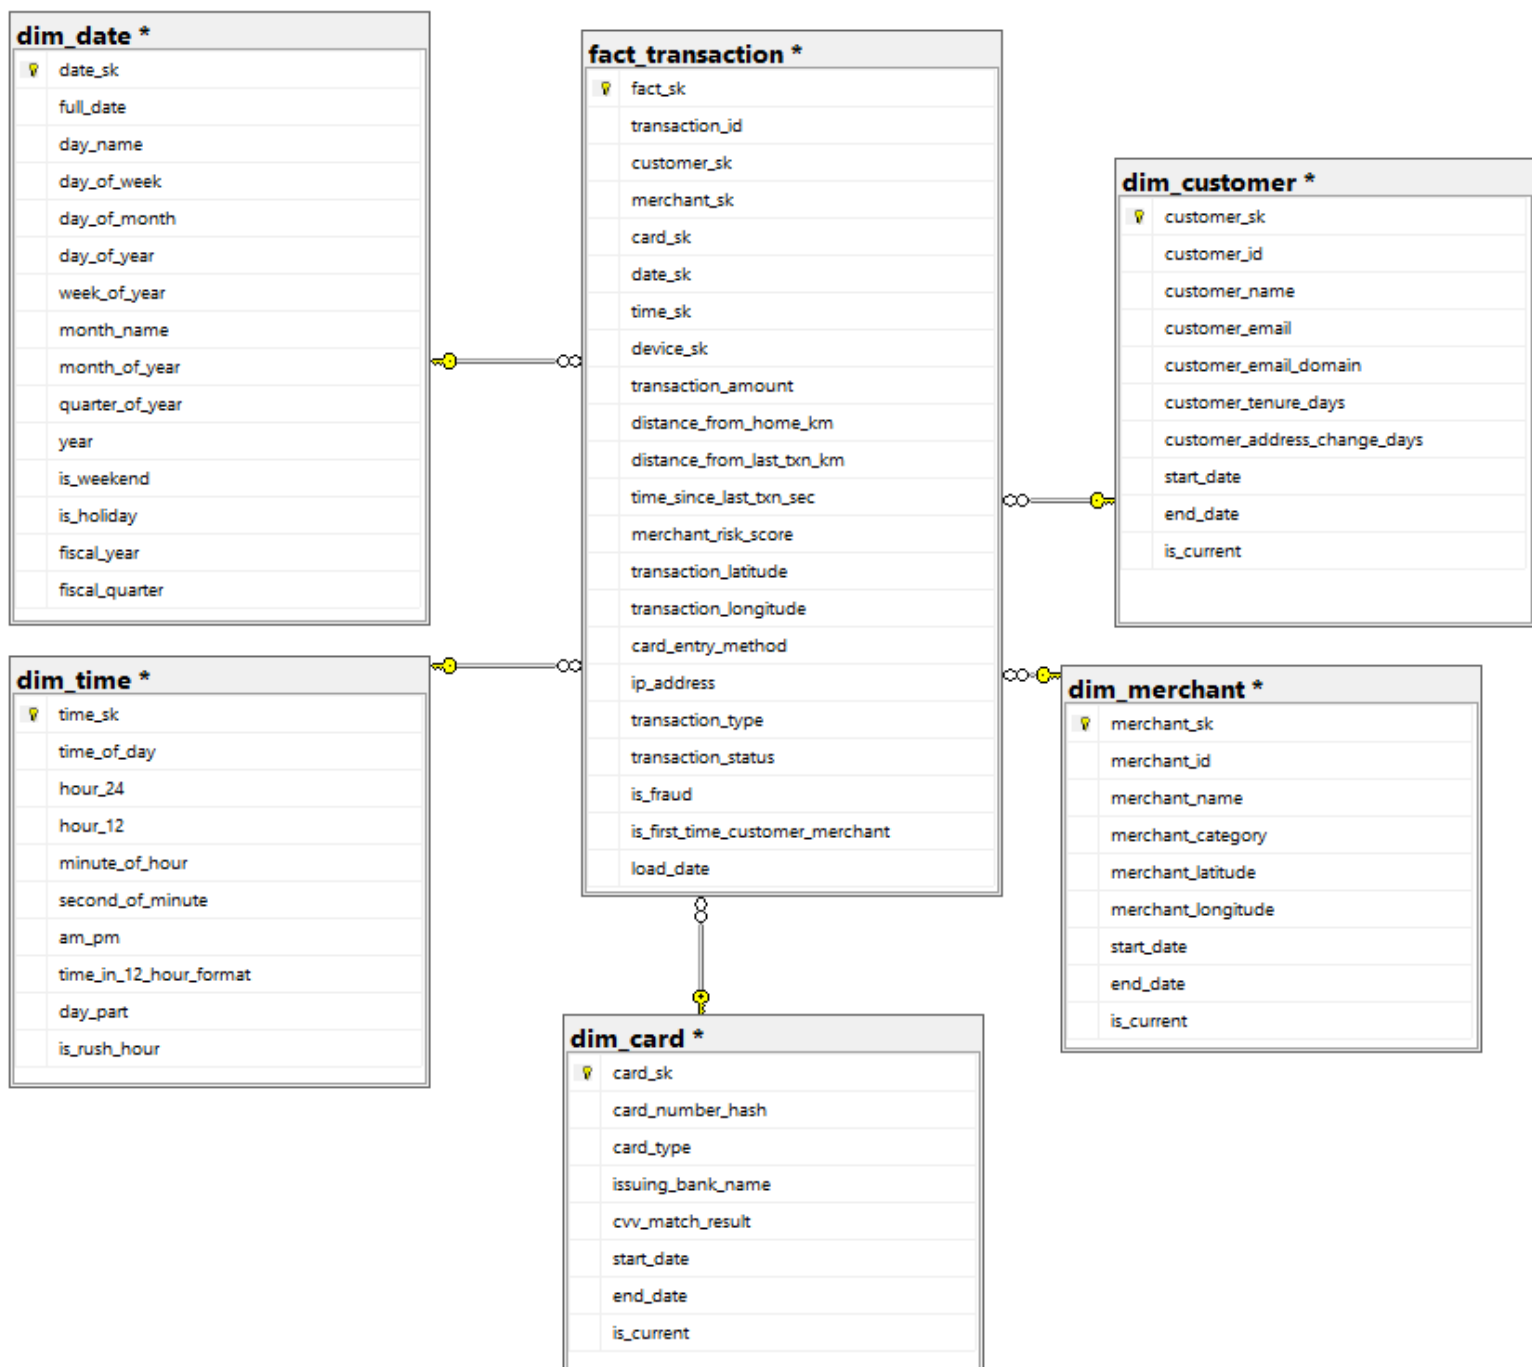 dim_date *
date_sk
full_date
day_name
day_of_week
day_of_month
day_of_year
week_of_year
month_name
month_of_year
quarter_of_year
year
is_weekend
is_holiday
fiscal_year
fiscal_quarter
fact_transaction *
fact_sk
transaction_id
customer_sk
merchant_sk
card_sk
date_sk
time_sk
device_sk
transaction_amount
distance_from_home_km
distance_from_last_txn_km
time_since_last_txn_sec
merchant_risk_score
transaction_latitude
transaction_longitude
card_entry_method
ip_address
transaction_type
transaction_status
is_fraud
is_first_time_customer_merchant
load_date
dim_customer *
customer_sk
customer_id
customer_name
customer_email
customer_email_domain
customer_tenure_days
customer_address_change_days
start_date
end_date
is_current
dim_time *
time_sk
time_of_day
hour_24
hour_12
minute_of_hour
second_of_minute
am_pm
time_in_12_hour_format
day_part
is_rush_hour
dim_merchant *
merchant_sk
merchant_id
merchant_name
merchant_category
merchant_latitude
merchant_longitude
start_date
end_date
is_current
dim_card *
card_sk
card_number_hash
card_type
issuing_bank_name
cvv_match_result
start_date
end_date
is_current